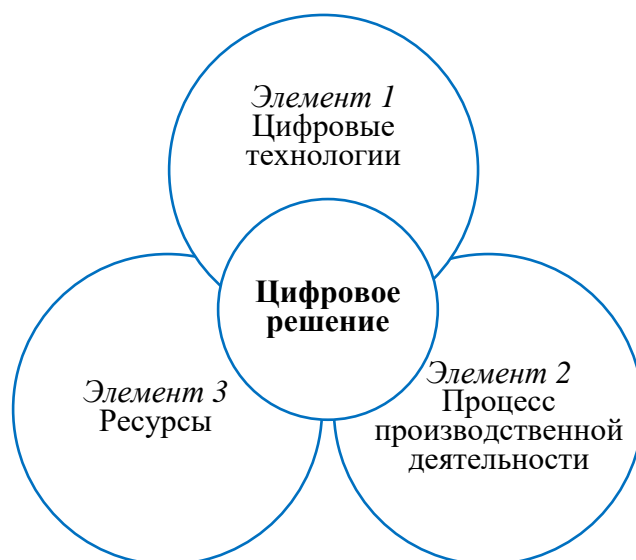 Элемент 1
Цифровые
технологии
Цифровое
решение
Элемент 3
Ресурсы
Элемент 2
Процесс
производственной
деятельности